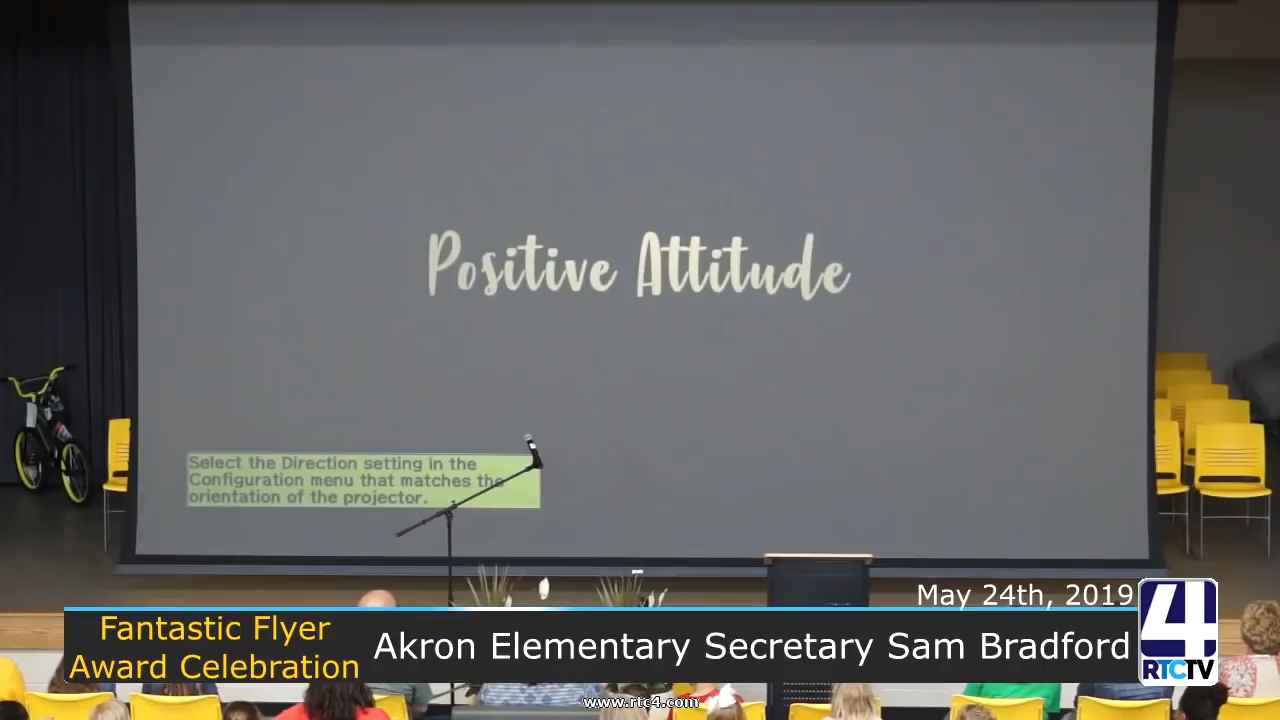 Positive Attitude
Select the Direction setting in the
Configuration menu that matches the
orientation of the projector.
May 24th, 2019
Fantastic Flyer
Award Celebration
Akron Elementary Secretary Sam Bradford
4
RTCTV
www.rtc4.com